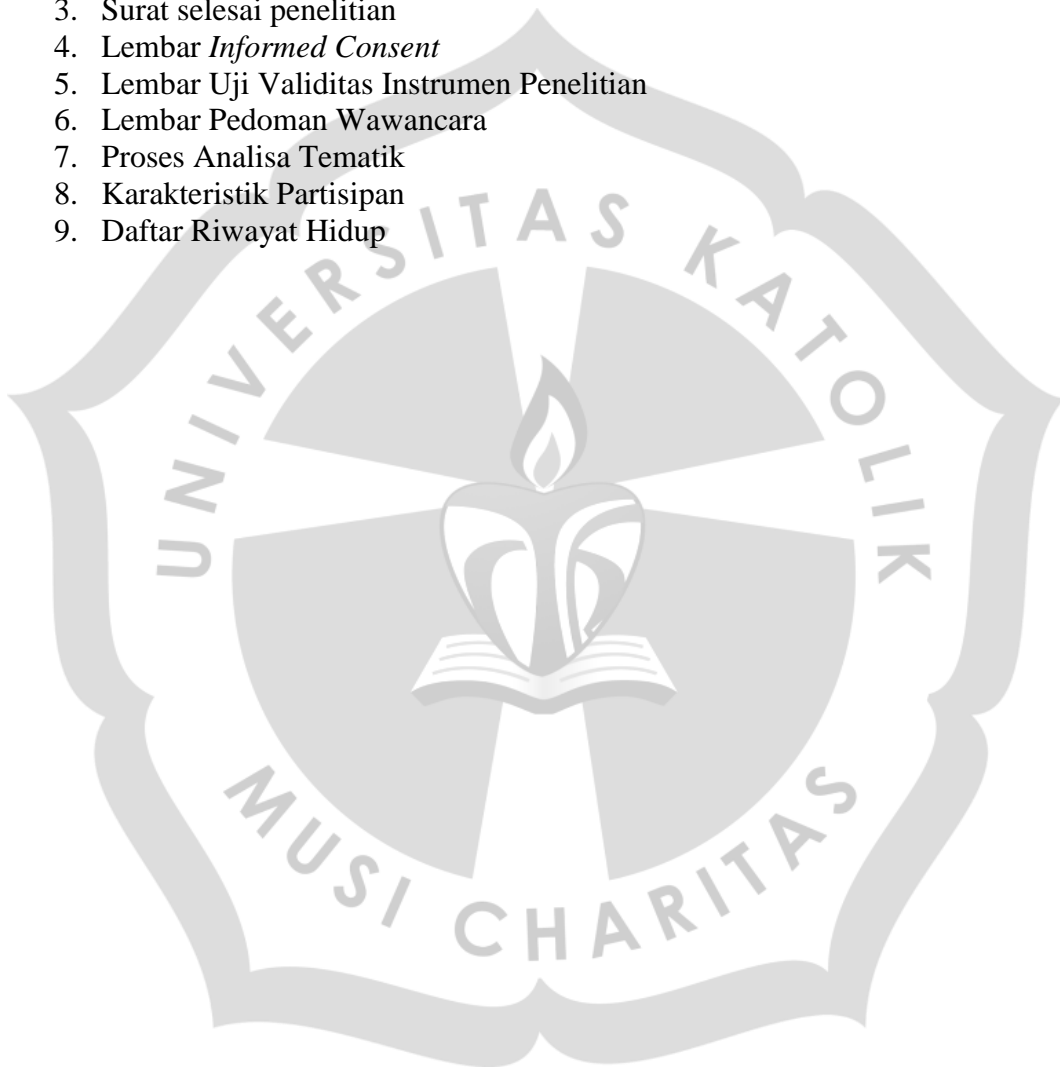 3. Surat selesai penelitian
4. Lembar Informed Consent
5. Lembar Uji Validitas Instrumen Penelitian
6. Lembar Pedoman Wawancara
7. Proses Analisa Tematik
8. Karakteristik Partisipan
9. Daftar Riwayat Hidup
UNIVERSITAS KATOLIK
MUSI CHARITAS